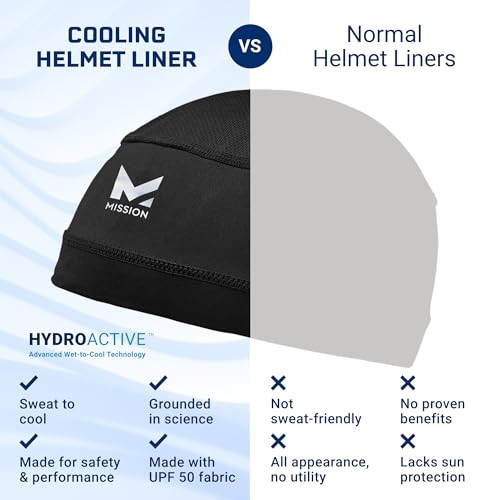 COOLING
HELMET LINER
VS
Normal
Helmet Liners
MISSION
HYDROACTIVE™
Advanced Wet-to-Cool Technology
Sweat to
cool
Grounded
in science
Not
sweat-friendly
No proven
benefits
Made for safety
& performance
Made with
UPF 50 fabric
All appearance,
no utility
Lacks sun
protection